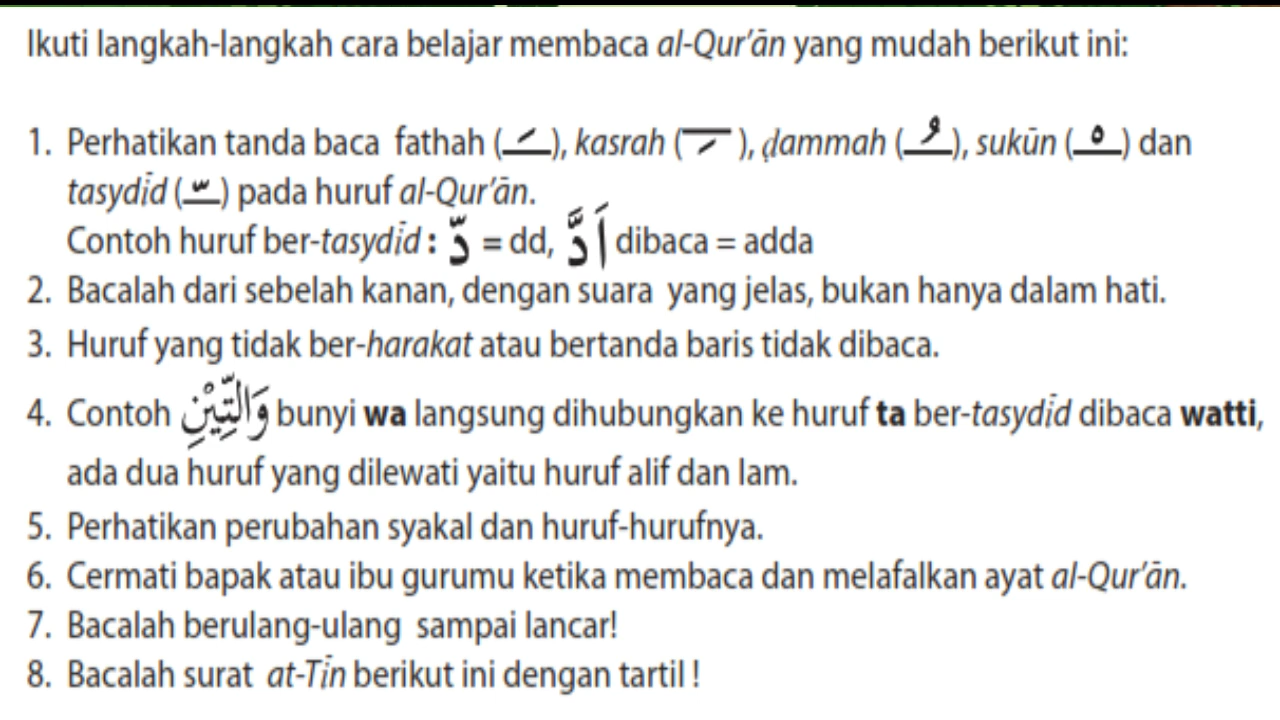 Ikuti langkah-langkah cara belajar membaca al-Qur'ān yang mudah berikut ini:
1. Perhatikan tanda baca fathah (ـَ), kasrah (ـِ), ḍammah (ـُ), sukūn (ـْ) dan
tasydīd (ـّ) pada huruf al-Qur'ān.
Contoh huruf ber-tasydīd : دّ = dd, اَدَّ dibaca = adda
2. Bacalah dari sebelah kanan, dengan suara yang jelas, bukan hanya dalam hati.
3. Huruf yang tidak ber-harakat atau bertanda baris tidak dibaca.
4. Contoh وَالتِّيْنِ bunyi wa langsung dihubungkan ke huruf ta ber-tasydīd dibaca watti,
ada dua huruf yang dilewati yaitu huruf alif dan lam.
5. Perhatikan perubahan syakal dan huruf-hurufnya.
6. Cermati bapak atau ibu gurumu ketika membaca dan melafalkan ayat al-Qur'ān.
7. Bacalah berulang-ulang sampai lancar!
8. Bacalah surat at-Tīn berikut ini dengan tartil !